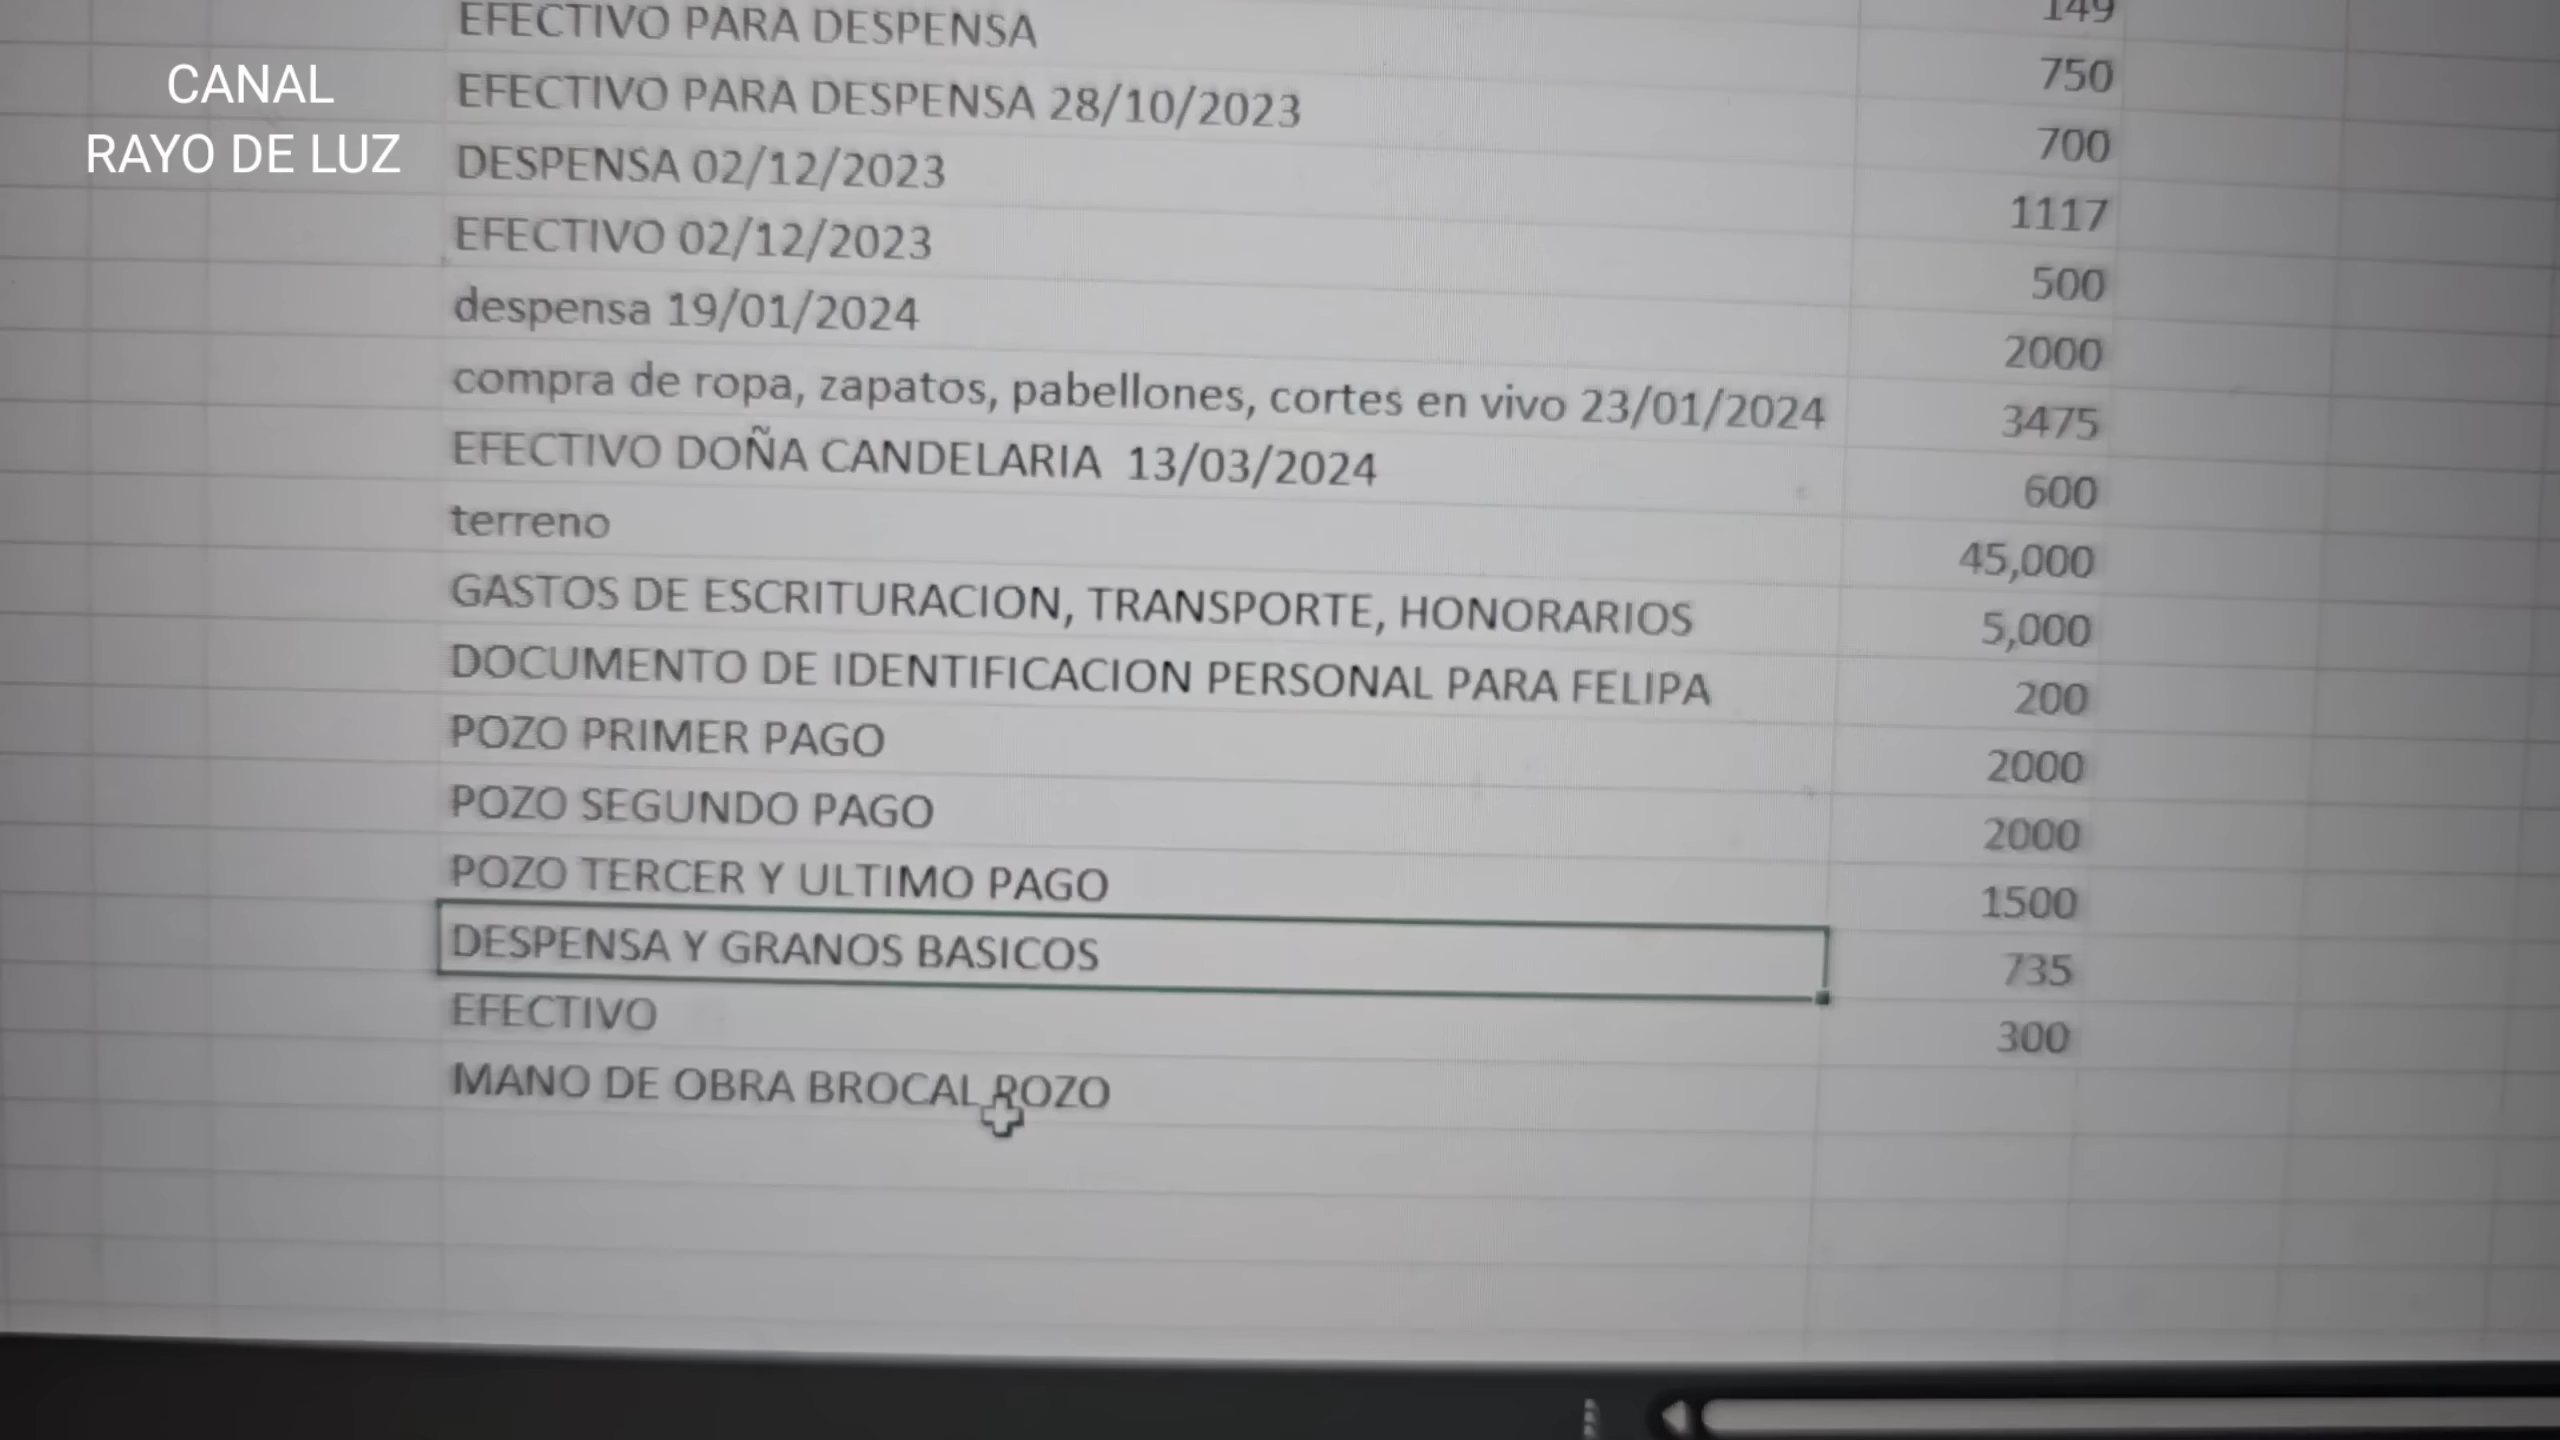 CANAL
RAYO DE LUZ
149
EFECTIVO PARA DESPENSA 750
EFECTIVO PARA DESPENSA 28/10/2023 700
DESPENSA 02/12/2023 1117
EFECTIVO 02/12/2023 500
despensa 19/01/2024 2000
compra de ropa, zapatos, pabellones, cortes en vivo 23/01/2024 3475
EFECTIVO DOÑA CANDELARIA 13/03/2024 600
terreno 45,000
GASTOS DE ESCRITURACION, TRANSPORTE, HONORARIOS 5,000
DOCUMENTO DE IDENTIFICACION PERSONAL PARA FELIPA 200
POZO PRIMER PAGO 2000
POZO SEGUNDO PAGO 2000
POZO TERCER Y ULTIMO PAGO 1500
DESPENSA Y GRANOS BASICOS 735
EFECTIVO 300
MANO DE OBRA BROCAL POZO